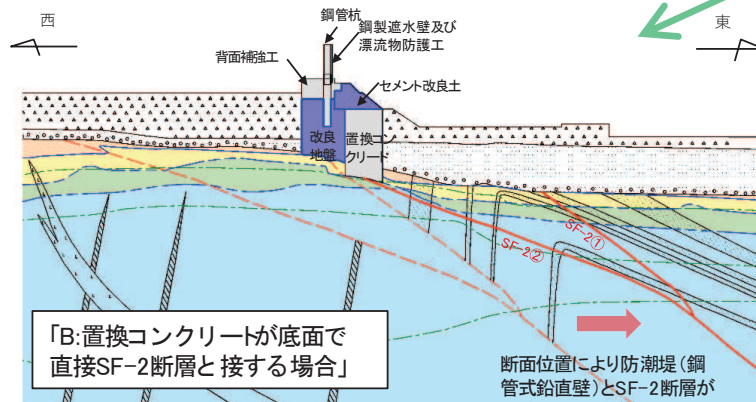 西
東
鋼管杭
鋼製遮水壁及び
漂流物防護工
背面補強工
セメント改良土
改良
地盤
置換コン
クリート
SF-2①
SF-2②
「B:置換コンクリートが底面で
直接SF-2断層と接する場合」
断面位置により防潮堤(鋼
管式鉛直壁)とSF-2断層が